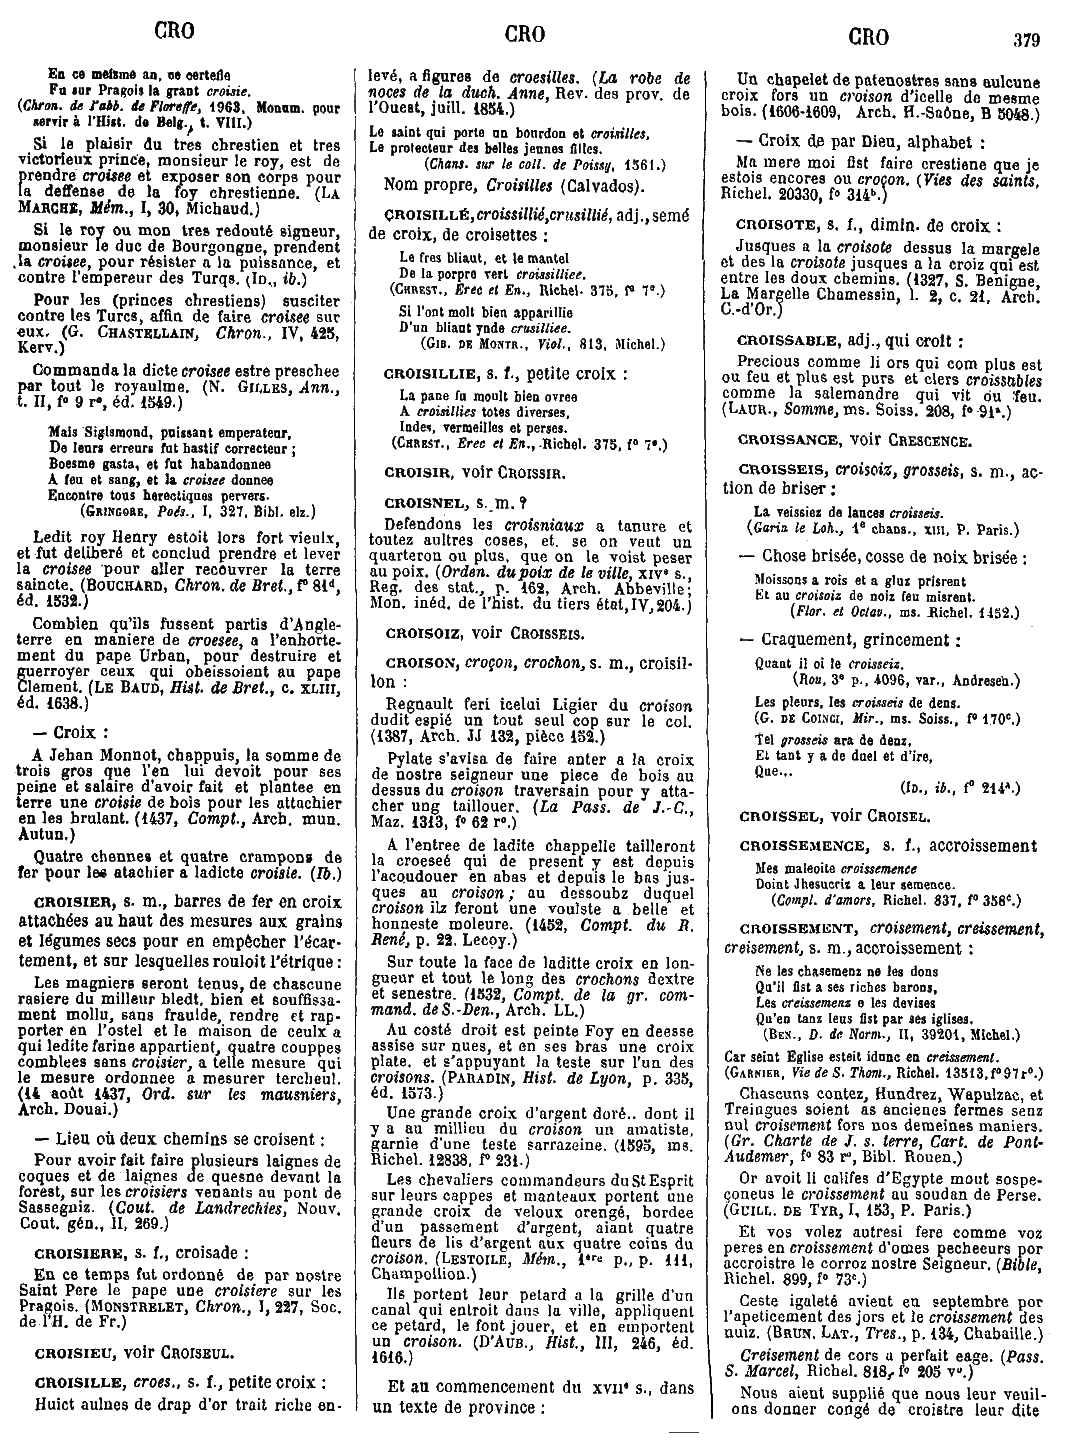 CRO
CRO
CRO
379
En ce meisme an, ce certefie
Fu sur Pragois la grant croisie.
(Chron. de l'abb. de Floreffe, 1963, Monum. pour
servir à l'Hist. de Belg., t. VIII.)
Si le plaisir du tres chrestien et tres
victorieux prince, monsieur le roy, est de
prendre croisee et exposer son corps pour
la deffense de la foy chrestienne. (LA
MARCHE, Mém., I, 30, Michaud.)
Si le roy ou mon tres redouté signeur,
monsieur le duc de Bourgongne, prendent
la croisee, pour résister a la puissance, et
contre l'empereur des Turqs. (ID., ib.)
Pour les (princes chrestiens) susciter
contre les Turcs, affin de faire croisee sur
eux. (G. CHASTELLAIN, Chron., IV, 425,
Kerv.)
Commanda la dicte croisee estre preschee
par tout le royaulme. (N. GILLES, Ann.,
t. II, f° 9 r°, éd. 1549.)
Mais Sigismond, puissant emperateur,
De leurs erreurs fut hastif correcteur ;
Boesme gasta, et fut habandonnee
A feu et sang, et la croisee donnee
Encontre tous herectiques pervers.
(GRINGORE, Poés., I, 327, Bibl. elz.)
Ledit roy Henry estoit lors fort vieulx,
et fut deliberé et conclud prendre et lever
la croisee pour aller recouvrer la terre
saincte. (BOUCHARD, Chron. de Bret., f° 81d,
éd. 1532.)
Combien qu'ils fussent partis d'Angle-
terre en maniere de croesee, a l'enhorte-
ment du pape Urban, pour destruire et
guerroyer ceux qui obeissoient au pape
Clement. (LE BAUD, Hist. de Bret., c. XLIII,
éd. 1638.)
— Croix :
A Jehan Monnot, chappuis, la somme de
trois gros que l'en lui devoit pour ses
peine et salaire d'avoir fait et plantee en
terre une croisie de bois pour les attachier
en les brulant. (1437, Compt., Arch. mun.
Autun.)
Quatre chennes et quatre crampons de
fer pour les atachier a ladicte croisie. (Ib.)
CROISIER, s. m., barres de fer en croix
attachées au haut des mesures aux grains
et légumes secs pour en empêcher l'écar-
tement, et sur lesquelles rouloit l'étrique :
Les magniers seront tenus, de chascune
rasiere du milleur bledt, bien et souffissa-
ment mollu, sans fraulde, rendre et rap-
porter en l'ostel et le maison de ceulx a
qui ledite farine appartient, quatre couppes
comblees sans croisier, a telle mesure qui
le mesure ordonnee a mesurer tercheul.
(14 août 1437, Ord. sur les mausniers,
Arch. Douai.)
— Lieu où deux chemins se croisent :
Pour avoir fait faire plusieurs laignes de
coques et de laignes de quesne devant la
forest, sur les croisiers venants au pont de
Sassegniz. (Cout. de Landrechies, Nouv.
Cout. gén., II, 269.)
CROISIERE, s. f., croisade :
En ce temps fut ordonné de par nostre
Saint Pere le pape une croisiere sur les
Pragois. (MONSTRELET, Chron., I, 227, Soc.
de l'H. de Fr.)
CROISIEU, voir CROISEUL.
CROISILLE, croes., s. f., petite croix :
Huict aulnes de drap d'or trait riche en-
levé, a figures de croesilles. (La robe de
noces de la duch. Anne, Rev. des prov. de
l'Ouest, juill. 1854.)
Le saint qui porte un bourdon et croisilles,
Le protecteur des belles jeunes filles.
(Chans. sur le coll. de Poissy, 1561.)
Nom propre, Croisilles (Calvados).
CROISILLÉ, croissillié, crusillié, adj., semé
de croix, de croisettes :
Le fres bliaut, et le mantel
De la porpre vert croissilliee.
(CHREST., Erec et En., Richel. 375, f° 7c.)
Si l'ont molt bien apparillie
D'un bliaut ynde crusilliee.
(GIB. DE MONTR., Viol., 813, Michel.)
CROISILLIE, s. f., petite croix :
La pane fu moult bien ovree
A croisillies totes diverses,
Indes, vermeilles et perses.
(CHREST., Erec et En., Richel. 375, f° 7e.)
CROISIR, voir CROISSIR.
CROISNEL, s. m. ?
Defendons les croisniaux a tanure et
toutez aultres coses, et. se on veut un
quarteron ou plus, que on le voist peser
au poix. (Orden. du poix de le ville, XIVe s.,
Reg. des stat., p. 162, Arch. Abbeville;
Mon. inéd. de l'hist. du tiers état, IV, 204.)
CROISOIZ, voir CROISSEIS.
CROISON, croçon, crochon, s. m., croisil-
lon :
Regnault feri icelui Ligier du croison
dudit espié un tout seul cop sur le col.
(1387, Arch. JJ 132, pièce 152.)
Pylate s'avisa de faire anter a la croix
de nostre seigneur une piece de bois au
dessus du croison traversain pour y atta-
cher ung taillouer. (La Pass. de J.-C.,
Maz. 1313, f° 62 r°.)
A l'entree de ladite chappelle tailleront
la croeseé qui de present y est depuis
l'acoudouer en abas et depuis le bas jus-
ques au croison ; au dessoubz duquel
croison ilz feront une voulste a belle et
honneste moleure. (1452, Compt. du R.
René, p. 22. Lecoy.)
Sur toute la face de laditte croix en lon-
gueur et tout le long des crochons dextre
et senestre. (1532, Compt. de la gr. com-
mand. de S.-Den., Arch. LL.)
Au costé droit est peinte Foy en deesse
assise sur nues, et en ses bras une croix
plate, et s'appuyant la teste sur l'un des
croisons. (PARADIN, Hist. de Lyon, p. 335,
éd. 1573.)
Une grande croix d'argent doré.. dont il
y a au millieu du croison un amatiste,
garnie d'une teste sarrazeine. (1595, ms.
Richel. 12838, f° 231.)
Les chevaliers commandeurs du St Esprit
sur leurs cappes et manteaux portent une
grande croix de veloux orengé, bordee
d'un passement d'argent, aiant quatre
fleurs de lis d'argent aux quatre coins du
croison. (LESTOILE, Mém., 1ere p., p. 111,
Champollion.)
Ils portent leur petard a la grille d'un
canal qui entroit dans la ville, appliquent
ce petard, le font jouer, et en emportent
un croison. (D'AUB., Hist., III, 246, éd.
1616.)
Et au commencement du XVIIe s., dans
un texte de province :
Un chapelet de patenostres sans aulcune
croix fors un croison d'icelle de mesme
bois. (1606-1609, Arch. H.-Saône, B 5048.)
— Croix de par Dieu, alphabet :
Ma mere moi fist faire crestiene que je
estois encores ou croçon. (Vies des saints,
Richel. 20330, f° 314b.)
CROISOTE, s. f., dimin. de croix :
Jusques a la croisote dessus la margele
et des la croisote jusques a la croiz qui est
entre les doux chemins. (1327, S. Benigne,
La Margelle Chamessin, l. 2, c. 21, Arch.
C.-d'Or.)
CROISSABLE, adj., qui croît :
Precious comme li ors qui com plus est
ou feu et plus est purs et clers croissables
comme la salemandre qui vit ou feu.
(LAUR., Somme, ms. Soiss. 208, f° 91a.)
CROISSANCE, voir CRESCENCE.
CROISSEIS, croisoiz, grosseis, s. m., ac-
tion de briser :
La veissiez de lances croisseis.
(Garin le Loh., 1e chans., XIII, P. Paris.)
— Chose brisée, cosse de noix brisée :
Moissons a rois et a gluz prisrent
Et au croisoiz de noiz feu misrent,
(Flor. et Octav., ms. Richel. 1452.)
— Craquement, grincement :
Quant il oi le croisseiz.
(Rou, 3e p., 4096, var., Andresen.)
Les pleurs, les croisseis de dens.
(G. DE COINCI, Mir., ms. Soiss., f° 170c.)
Tel grosseis ara de denz,
Et tant y a de duel et d'ire,
Que...
(ID., ib., f° 214a.)
CROISSEL, voir CROISEL.
CROISSEMENCE, s. f., accroissement
Mes maleoite croissemence
Doint Jhesucriz a leur semence.
(Compl. d'amors, Richel. 837, f° 358c.)
CROISSEMENT, croisement, creissement,
creisement, s. m., accroissement :
Ne les chasemenz ne les dons
Qu'il fist a ses riches barons,
Les creissemenz e les devises
Qu'en tanz leus fist par ses iglises.
(BEN., D. de Norm., II, 39201, Michel.)
Car seint Eglise esteit idunc en creissement.
(GARNIER, Vie de S. Thom., Richel. 13513, f° 97 r°.)
Chascuns contez, Hundrez, Wapulzac, et
Treingues soient as anciens fermes senz
nul croisement fors nos demeines maniers.
(Gr. Charte de J. s. terre, Cart. de Pont-
Audemer, f° 83 r°, Bibl. Rouen.)
Or avoit li califes d'Egypte mout sospe-
çoneus le croissement au soudan de Perse.
(GUILL. DE TYR, I, 153, P. Paris.)
Et vos volez autresi fere comme voz
peres en croissement d'omes pecheeurs por
accroistre le corroz nostre Seigneur. (Bible,
Richel. 899, f° 73c.)
Ceste igaleté avient en septembre por
l'apeticement des jors et le croissement des
nuiz. (BRUN. LAT., Tres., p. 134, Chabaille.)
Creisement de cors a perfait eage. (Pass.
S. Marcel, Richel. 818, f° 205 v°.)
Nous aient supplié que nous leur veuil-
ons donner congé de croistre leur dite